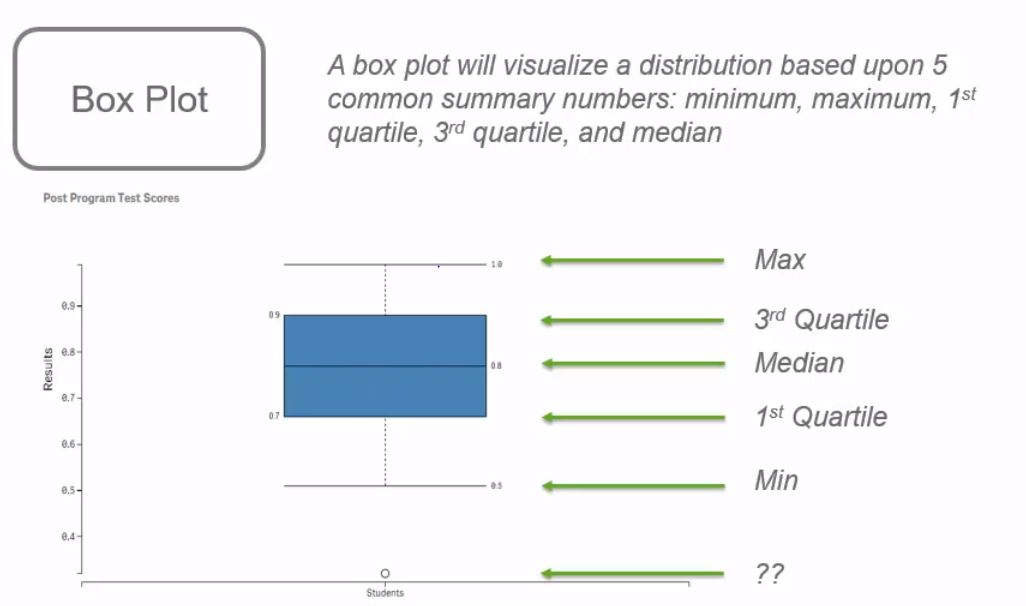 Box Plot
A box plot will visualize a distribution based upon 5
common summary numbers: minimum, maximum, 1st
quartile, 3rd quartile, and median
Post Program Test Scores
Results
0.9
0.8
0.7
0.6
0.5
0.4
1.0
0.9
0.8
0.7
0.5
Students
Max
3rd Quartile
Median
1st Quartile
Min
??